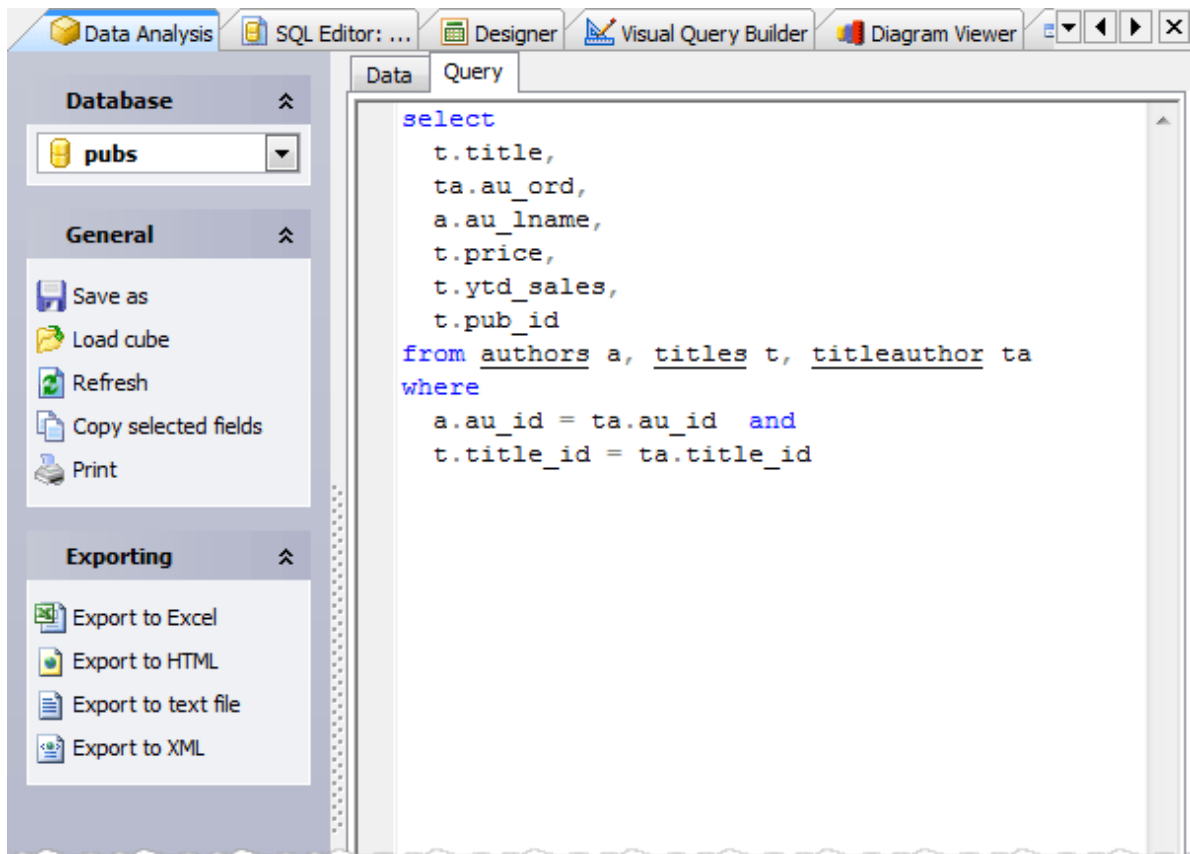 Data Analysis SQL Editor: ... Designer Visual Query Builder Diagram Viewer
Database
pubs
General
Save as
Load cube
Refresh
Copy selected fields
Print
Exporting
Export to Excel
Export to HTML
Export to text file
Export to XML
Data Query
select
t.title,
ta.au_ord,
a.au_lname,
t.price,
t.ytd_sales,
t.pub_id
from authors a, titles t, titleauthor ta
where
a.au_id = ta.au_id  and
t.title_id = ta.title_id